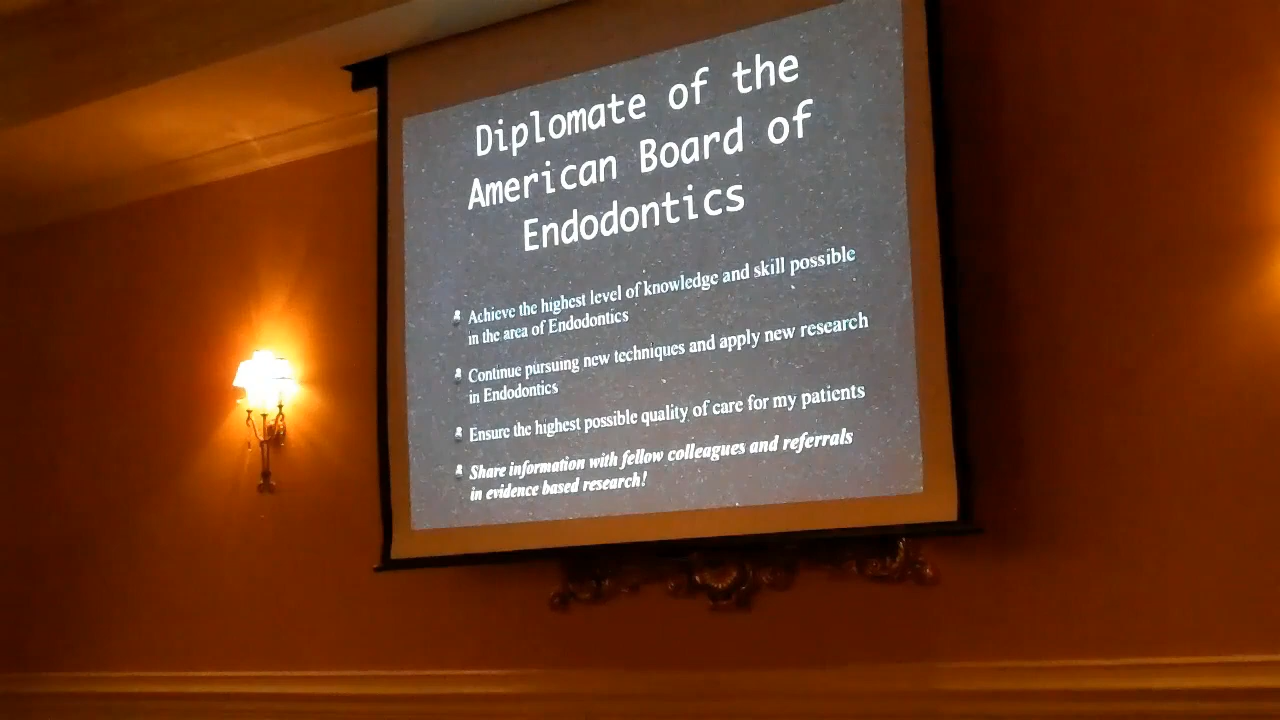 Diplomate of the
American Board of
Endodontics
Achieve the highest level of knowledge and skill possible
in the area of Endodontics
Continue pursuing new techniques and apply new research
in Endodontics
Ensure the highest possible quality of care for my patients
Share information with fellow colleagues and referrals
in evidence based research!